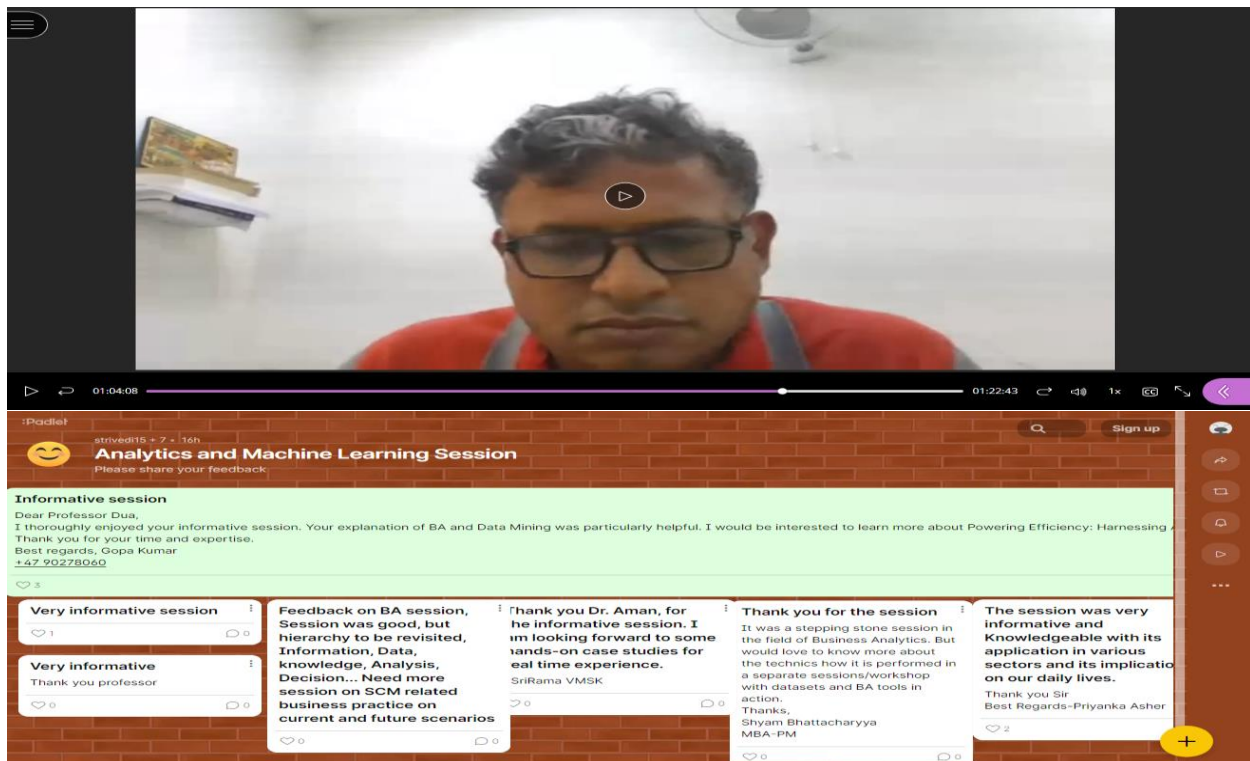 01:04:08
01:22:43
1x
CC
:Padlet
Sign up
strivedi15 + 7 • 16h
Analytics and Machine Learning Session
Please share your feedback
Informative session
Dear Professor Dua,
I thoroughly enjoyed your informative session. Your explanation of BA and Data Mining was particularly helpful. I would be interested to learn more about Powering Efficiency: Harnessing
Thank you for your time and expertise.
Best regards, Gopa Kumar
+47 90278060
3
Very informative session
1
0
Very informative
Thank you professor
0
0
Feedback on BA session,
Session was good, but
hierarchy to be revisited,
Information, Data,
knowledge, Analysis,
Decision... Need more
session on SCM related
business practice on
current and future scenarios
0
0
Thank you Dr. Aman, for
he informative session. I
am looking forward to some
hands-on case studies for
eal time experience.
SriRama VMSK
0
0
Thank you for the session
It was a stepping stone session in
the field of Business Analytics. But
would love to know more about
the technics how it is performed in
a separate sessions/workshop
with datasets and BA tools in
action.
Thanks,
Shyam Bhattacharyya
MBA-PM
0
0
The session was very
informative and
Knowledgeable with its
application in various
sectors and its implicatio
on our daily lives.
Thank you Sir
Best Regards-Priyanka Asher
2